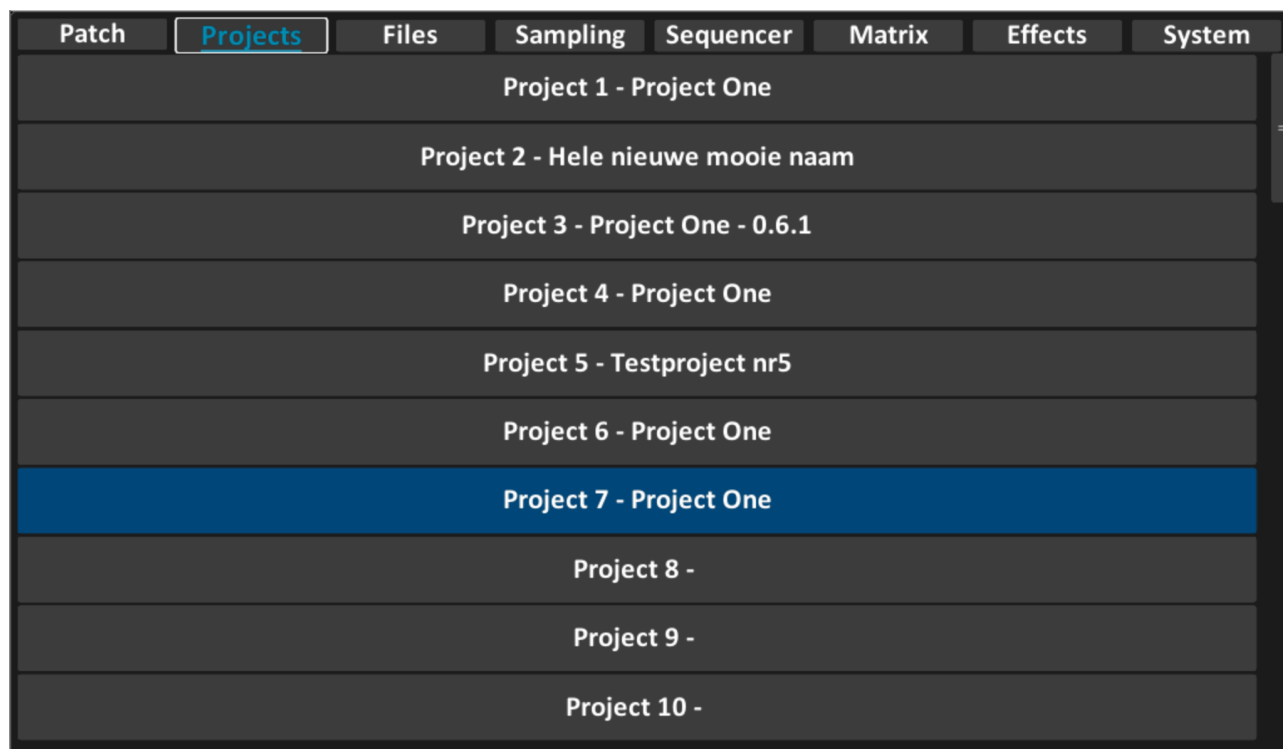 Patch Projects Files Sampling Sequencer Matrix Effects System
Project 1 - Project One
Project 2 - Hele nieuwe mooie naam
Project 3 - Project One - 0.6.1
Project 4 - Project One
Project 5 - Testproject nr5
Project 6 - Project One
Project 7 - Project One
Project 8 -
Project 9 -
Project 10 -